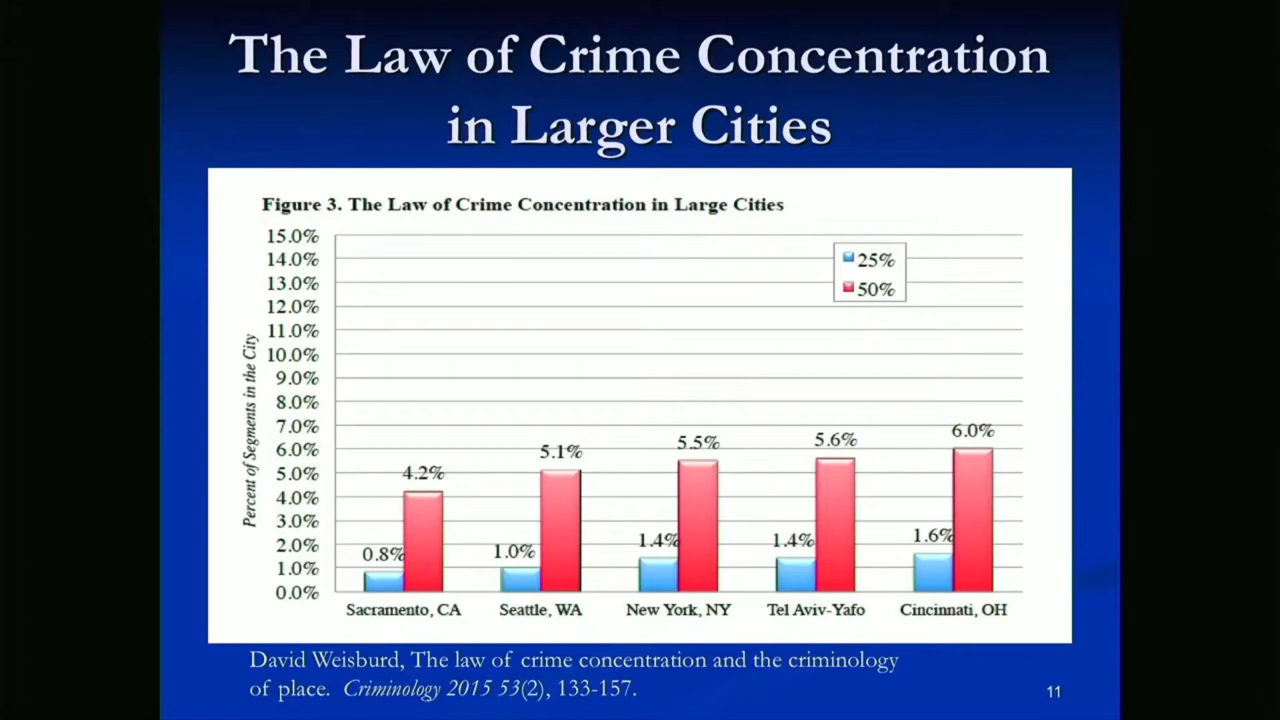 The Law of Crime Concentration
in Larger Cities
Figure 3. The Law of Crime Concentration in Large Cities
15.0%
14.0%
13.0%
12.0%
11.0%
10.0%
9.0%
8.0%
7.0%
6.0%
5.0%
4.0%
3.0%
2.0%
1.0%
0.0%
Percent of Segments in the City
25%
50%
0.8% 4.2% 1.0% 5.1% 1.4% 5.5% 1.4% 5.6% 1.6% 6.0%
Sacramento, CA Seattle, WA New York, NY Tel Aviv-Yafo Cincinnati, OH
David Weisburd, The law of crime concentration and the criminology
of place. Criminology 2015 53(2), 133-157.
11